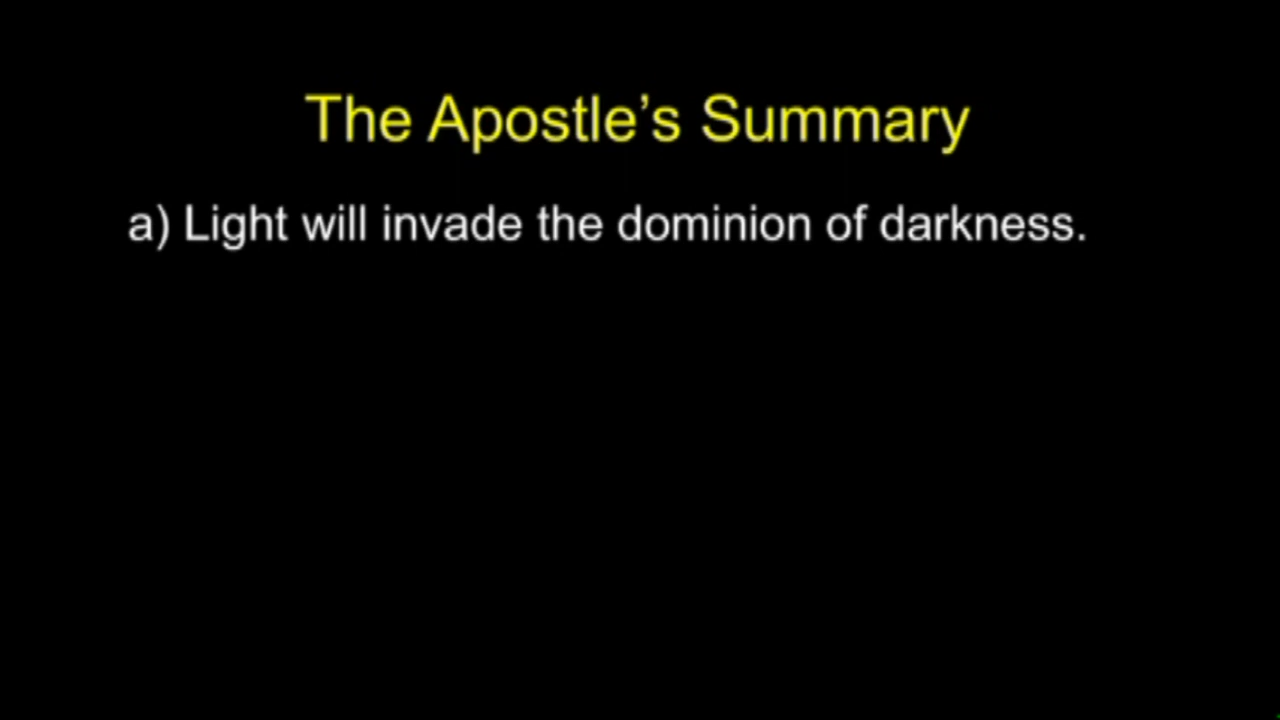 The Apostle’s Summary
a) Light will invade the dominion of darkness.